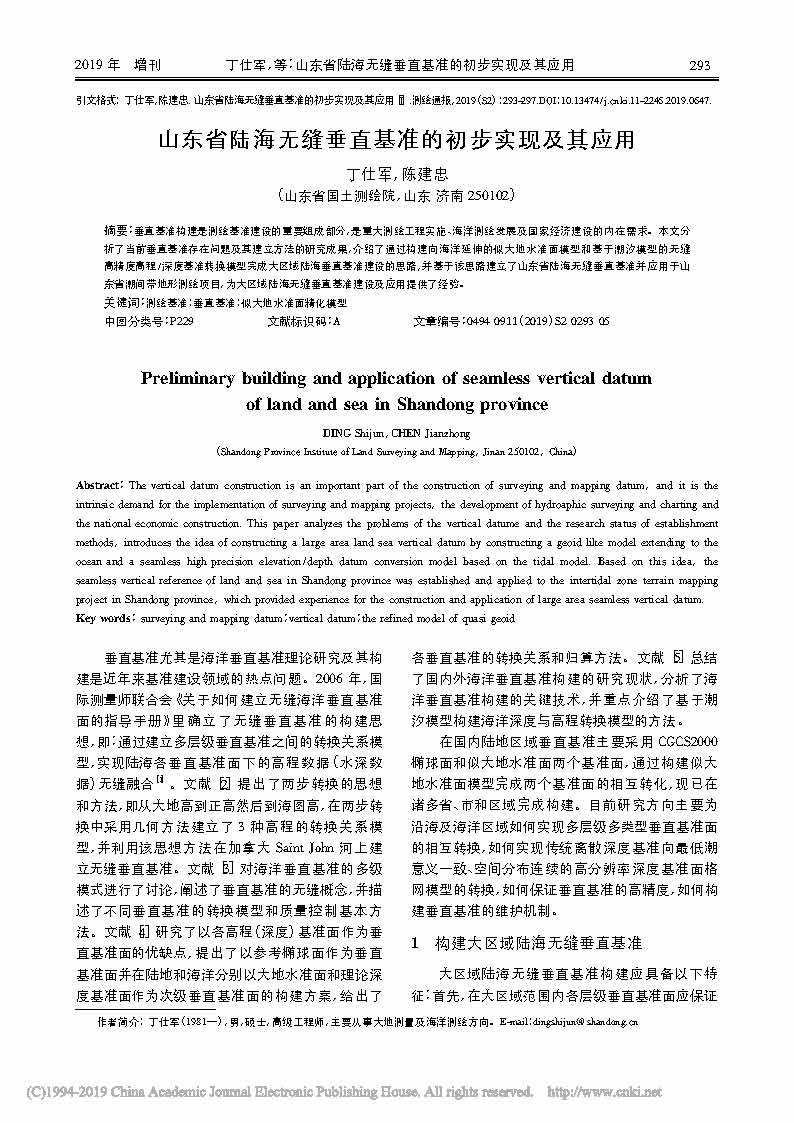 2019年 增刊 丁仕军,等:山东省陆海无缝垂直基准的初步实现及其应用 293
引文格式: 丁仕军,陈建忠. 山东省陆海无缝垂直基准的初步实现及其应用[J].测绘通报,2019(S2):293-297.DOI:10.13474/j.cnki.11-2246.2019.0647.
山东省陆海无缝垂直基准的初步实现及其应用
丁仕军,陈建忠
(山东省国土测绘院,山东 济南 250102)
摘要:垂直基准构建是测绘基准建设的重要组成部分,是重大测绘工程实施、海洋测绘发展及国家经济建设的内在需求。本文分
析了当前垂直基准存在问题及其建立方法的研究成果,介绍了通过构建向海洋延伸的似大地水准面模型和基于潮汐模型的无缝
高精度高程/深度基准转换模型完成大区域陆海垂直基准建设的思路,并基于该思路建立了山东省陆海无缝垂直基准并应用于山
东省潮间带地形测绘项目,为大区域陆海无缝垂直基准建设及应用提供了经验。
关键词:测绘基准;垂直基准;似大地水准面精化模型
中图分类号:P229 文献标识码:A 文章编号:0494 0911(2019)S2 0293 05
Preliminary building and application of seamless vertical datum
of land and sea in Shandong province
DING Shijun, CHEN Jianzhong
(Shandong Province Institute of Land Surveying and Mapping, Jinan 250102, China)
Abstract: The vertical datum construction is an important part of the construction of surveying and mapping datum, and it is the
intrinsic demand for the implementation of surveying and mapping projects, the development of hydroaphic surveying and charting and
the national economic construction. This paper analyzes the problems of the vertical datume and the research status of establishment
methods, introduces the idea of constructing a large area land sea vertical datum by constructing a geoid like model extending to the
ocean and a seamless high precision elevation/depth datum conversion model based on the tidal model. Based on this idea, the
seamless vertical reference of land and sea in Shandong province was established and applied to the intertidal zone terrain mapping
project in Shandong province, which provided experience for the construction and application of large area seamless vertical datum.
Key words: surveying and mapping datum;vertical datum;the refined model of quasi geoid
垂直基准尤其是海洋垂直基准理论研究及其构
建是近年来基准建设领域的热点问题。2006 年,国
际测量师联合会《关于如何建立无缝海洋垂直基准
面的指导手册》里确立了无缝垂直基准的构建思
想,即:通过建立多层级垂直基准之间的转换关系模
型,实现陆海各垂直基准面下的高程数据(水深数
据)无缝融合[1]。文献[2]提出了两步转换的思想
和方法,即从大地高到正高然后到海图高,在两步转
换中采用几何方法建立了 3 种高程的转换关系模
型,并利用该思想方法在加拿大 Saint John 河上建
立无缝垂直基准。文献[3]对海洋垂直基准的多级
模式进行了讨论,阐述了垂直基准的无缝概念,并描
述了不同垂直基准的转换模型和质量控制基本方
法。文献[4]研究了以各高程(深度)基准面作为垂
直基准面的优缺点,提出了以参考椭球面作为垂直
基准面并在陆地和海洋分别以大地水准面和理论深
度基准面作为次级垂直基准面的构建方案,给出了
各垂直基准的转换关系和归算方法。文献[5]总结
了国内外海洋垂直基准构建的研究现状,分析了海
洋垂直基准构建的关键技术,并重点介绍了基于潮
汐模型构建海洋深度与高程转换模型的方法。
在国内陆地区域垂直基准主要采用 CGCS2000
椭球面和似大地水准面两个基准面,通过构建似大
地水准面模型完成两个基准面的相互转化,现已在
诸多省、市和区域完成构建。目前研究方向主要为
沿海及海洋区域如何实现多层级多类型垂直基准面
的相互转换,如何实现传统离散深度基准向最低潮
意义一致、空间分布连续的高分辨率深度基准面格
网模型的转换,如何保证垂直基准的高精度,如何构
建垂直基准的维护机制。
1 构建大区域陆海无缝垂直基准
大区域陆海无缝垂直基准构建应具备以下特
征:首先,在大区域范围内各层级垂直基准面应保证
作者简介: 丁仕军(1981—),男,硕士,高级工程师,主要从事大地测量及海洋测绘方向。E-mail:dingshijun@shandong.cn
(C)1994-2019 China Academic Journal Electronic Publishing House. All rights reserved. http://www.cnki.net